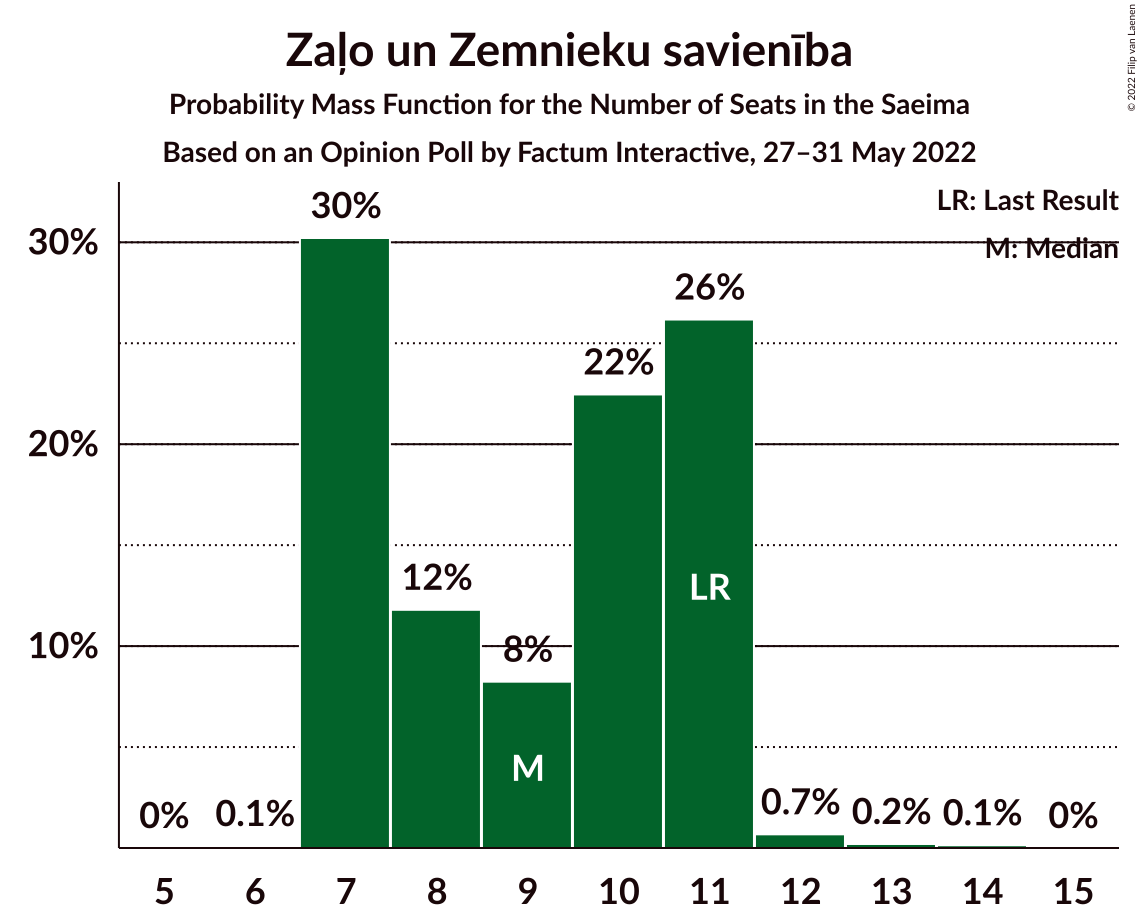 Zaļo un Zemnieku savienība
Probability Mass Function for the Number of Seats in the Saeima
Based on an Opinion Poll by Factum Interactive, 27–31 May 2022
© 2022 Filip van Laenen
LR: Last Result
M: Median
30%
20%
10%
0%
0.1%
30%
12%
8%
22%
26%
0.7%
0.2%
0.1%
0%
M
LR
5 6 7 8 9 10 11 12 13 14 15